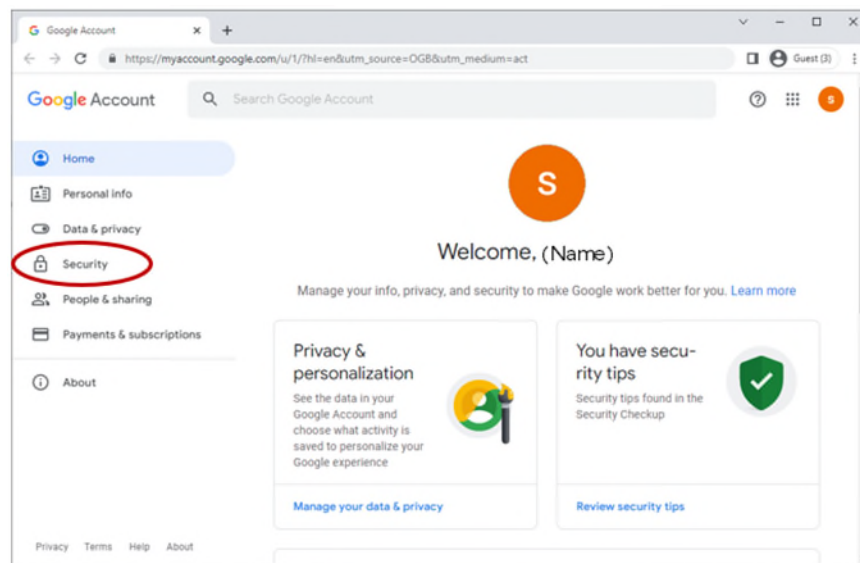 G Google Account
https://myaccount.google.com/u/1/?hl=en&utm_source=OGB&utm_medium=act
Guest (3)
Google Account
Search Google Account
S
Home
Personal info
Data & privacy
Security
People & sharing
Payments & subscriptions
About
S
Welcome, (Name)
Manage your info, privacy, and security to make Google work better for you. Learn more
Privacy &
personalization
See the data in your
Google Account and
choose what activity is
saved to personalize your
Google experience
Manage your data & privacy
You have secu-
rity tips
Security tips found in the
Security Checkup
Review security tips
Privacy Terms Help About